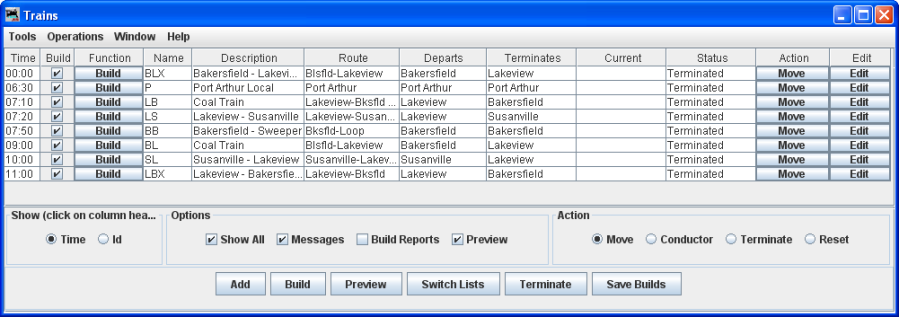 Trains
Tools Operations Window Help
Time Build Function Name Description Route Departs Terminates Current Status Action Edit
00:00 Build BLX Bakersfield - Lakevi... Blsfld-Lakeview Bakersfield Lakeview Terminated Move Edit
06:30 Build P Port Arthur Local Port Arthur Port Arthur Port Arthur Terminated Move Edit
07:10 Build LB Coal Train Lakeview-Bksfld ... Lakeview Bakersfield Terminated Move Edit
07:20 Build LS Lakeview - Susanville Lakeview-Susan... Lakeview Susanville Terminated Move Edit
07:50 Build BB Bakersfield - Sweeper Bksfld-Loop Bakersfield Bakersfield Terminated Move Edit
09:00 Build BL Coal Train Blsfld-Lakeview Bakersfield Lakeview Terminated Move Edit
10:00 Build SL Susanville - Lakeview Susanville-Lakev... Susanville Lakeview Terminated Move Edit
11:00 Build LBX Lakeview - Bakersfie... Lakeview-Bksfld Lakeview Bakersfield Terminated Move Edit
Show (click on column hea... Options Action
Time Id Show All Messages Build Reports Preview Move Conductor Terminate Reset
Add Build Preview Switch Lists Terminate Save Builds